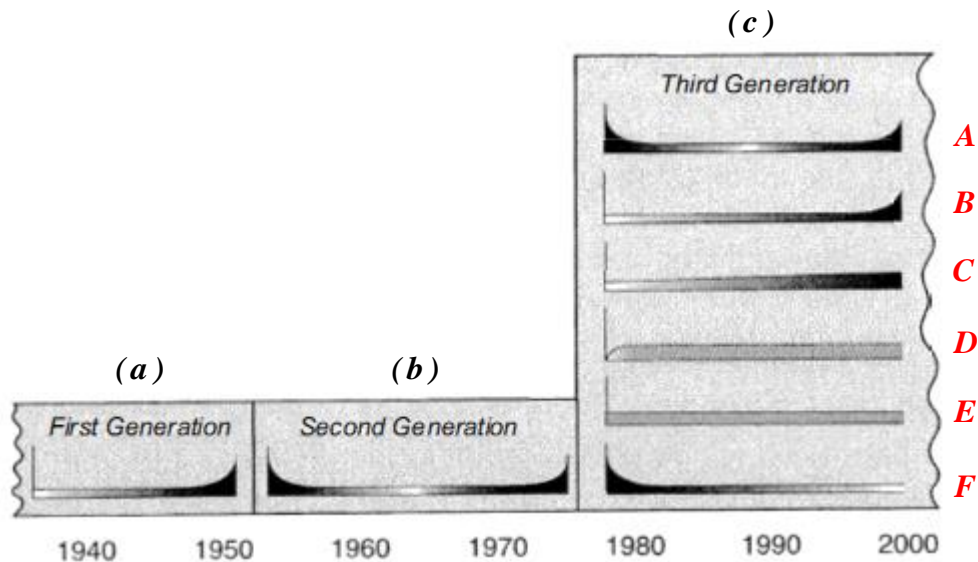 ( c )
Third Generation
A
B
C
( a )
( b )
D
First Generation
Second Generation
E
F
1940 1950 1960 1970 1980 1990 2000